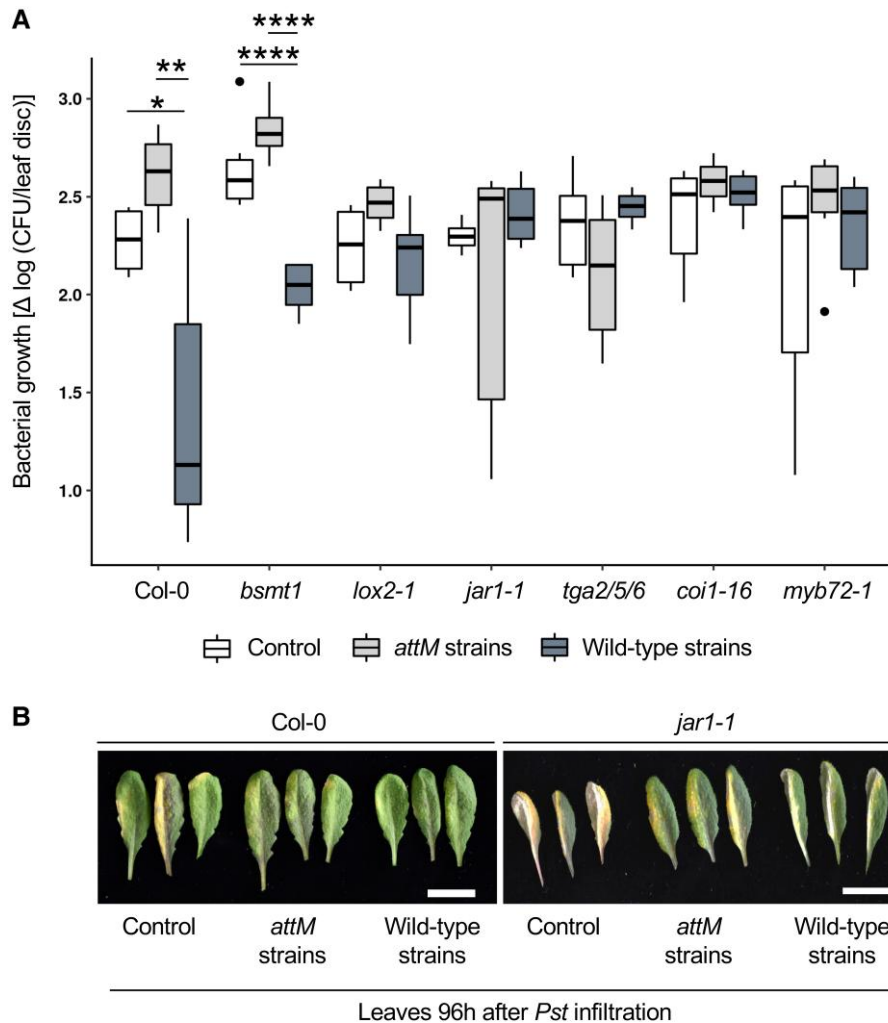 A
****
****
**
*
Bacterial growth [Δ log (CFU/leaf disc)]
3.0
2.5
2.0
1.5
1.0
Col-0 bsmt1 lox2-1 jar1-1 tga2/5/6 coi1-16 myb72-1
Control attM strains Wild-type strains
B
Col-0 jar1-1
Control attM strains Wild-type strains Control attM strains Wild-type strains
Leaves 96h after Pst infiltration